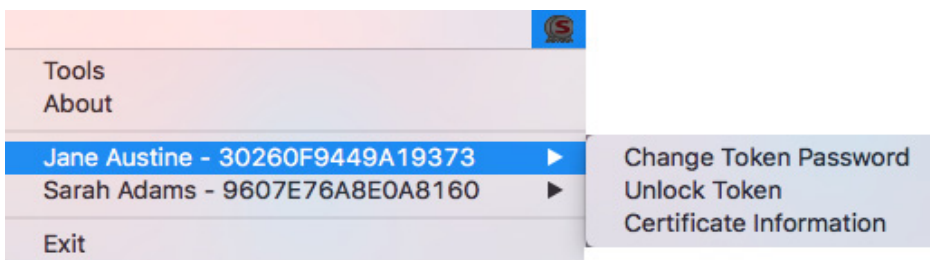 S
Tools
About
Jane Austine - 30260F9449A19373
Sarah Adams - 9607E76A8E0A8160
Exit
Change Token Password
Unlock Token
Certificate Information